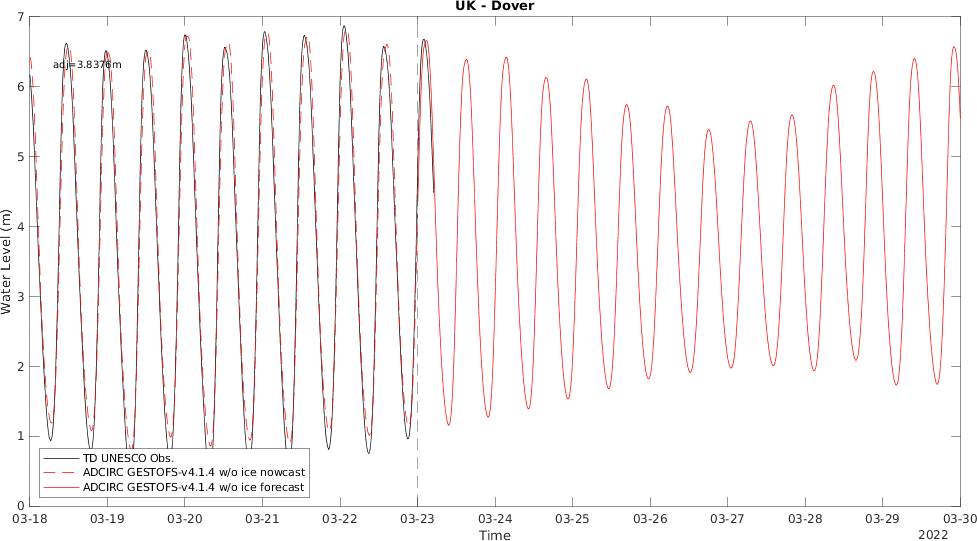 UK - Dover
7
6
5
4
3
2
1
0
Water Level (m)
adj=3.8376m
TD UNESCO Obs.
ADCIRC GESTOFS-v4.1.4 w/o ice nowcast
ADCIRC GESTOFS-v4.1.4 w/o ice forecast
03-18 03-19 03-20 03-21 03-22 03-23 03-24 03-25 03-26 03-27 03-28 03-29 03-30
Time
2022